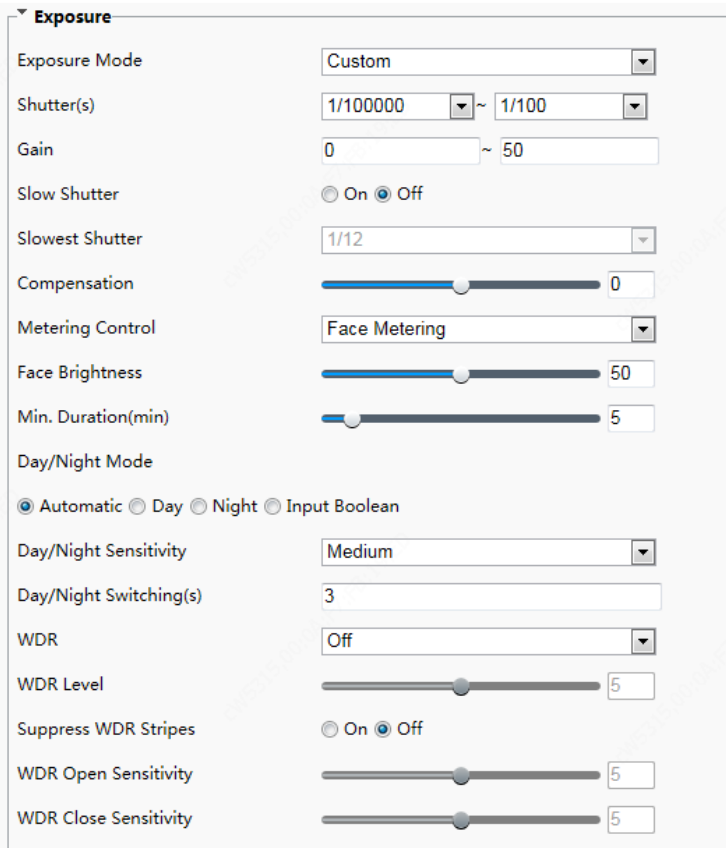 Exposure
Exposure Mode Custom
Shutter(s) 1/100000 ~ 1/100
Gain 0 ~ 50
Slow Shutter On Off
Slowest Shutter 1/12
Compensation 0
Metering Control Face Metering
Face Brightness 50
Min. Duration(min) 5
Day/Night Mode
Automatic Day Night Input Boolean
Day/Night Sensitivity Medium
Day/Night Switching(s) 3
WDR Off
WDR Level 5
Suppress WDR Stripes On Off
WDR Open Sensitivity 5
WDR Close Sensitivity 5